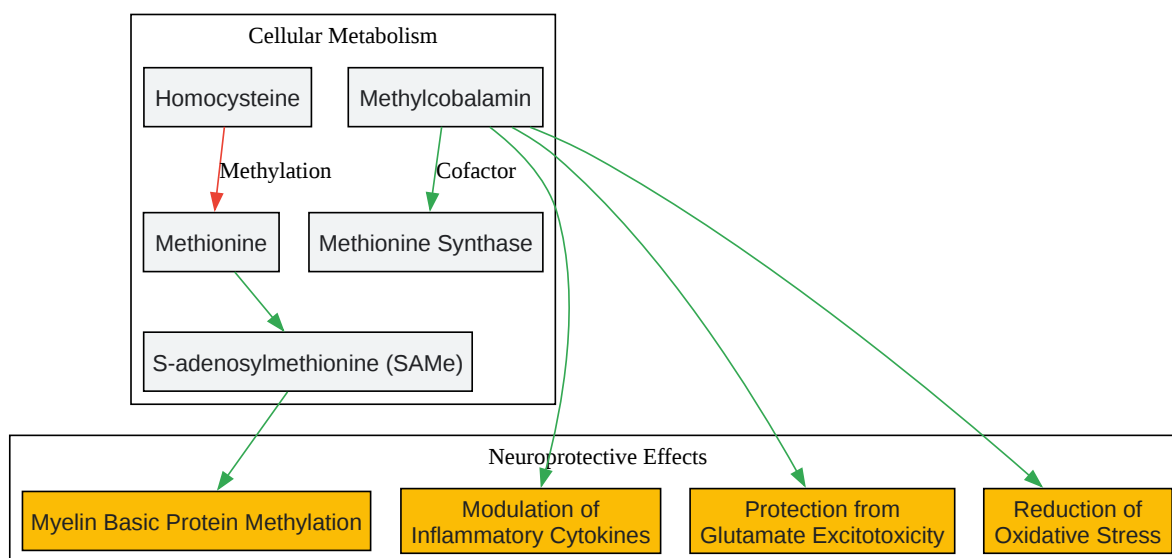 Cellular Metabolism
Homocysteine
Methylcobalamin
Methylation
Cofactor
Methionine
Methionine Synthase
S-adenosylmethionine (SAMe)
Neuroprotective Effects
Myelin Basic Protein Methylation
Modulation of
Inflammatory Cytokines
Protection from
Glutamate Excitotoxicity
Reduction of
Oxidative Stress